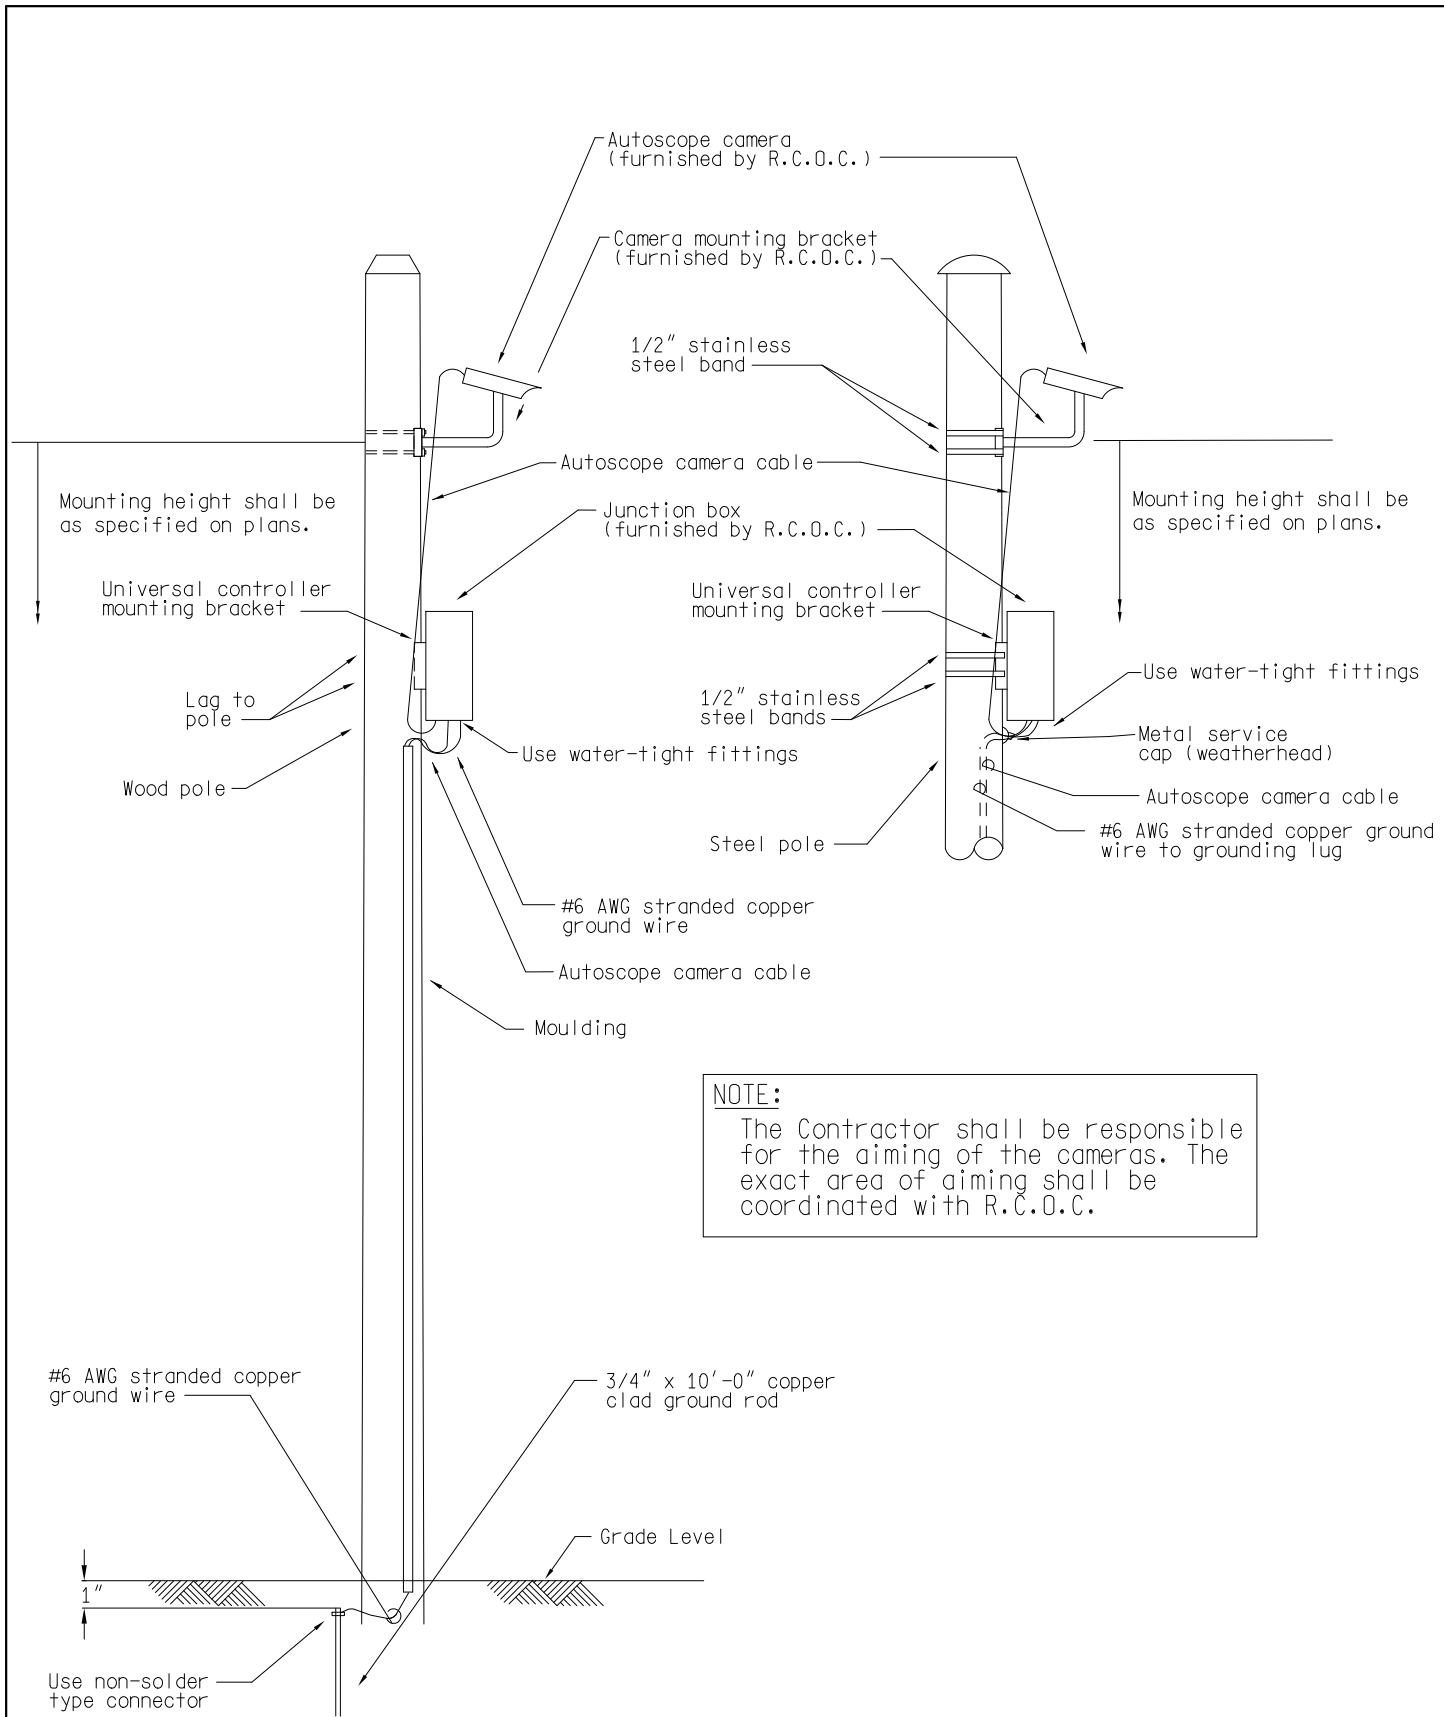 Autoscope camera
(furnished by R.C.O.C.)
Camera mounting bracket
(furnished by R.C.O.C.)
1/2" stainless
steel band
Autoscope camera cable
Mounting height shall be
as specified on plans.
Junction box
(furnished by R.C.O.C.)
Mounting height shall be
as specified on plans.
Universal controller
mounting bracket
Universal controller
mounting bracket
Lag to
pole
1/2" stainless
steel bands
Use water-tight fittings
Use water-tight fittings
Metal service
cap (weatherhead)
Wood pole
Autoscope camera cable
Steel pole
#6 AWG stranded copper ground
wire to grounding lug
#6 AWG stranded copper
ground wire
Autoscope camera cable
Moulding
NOTE:
The Contractor shall be responsible
for the aiming of the cameras. The
exact area of aiming shall be
coordinated with R.C.O.C.
#6 AWG stranded copper
ground wire
3/4" x 10'-0" copper
clad ground rod
Grade Level
1"
Use non-solder
type connector